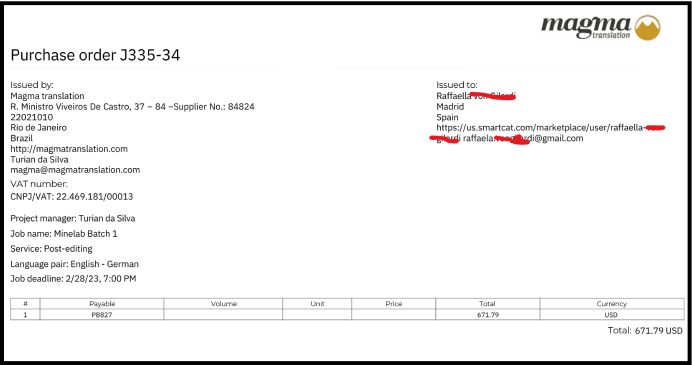 magma
translation
Purchase order J335-34
Issued by:
Magma translation
R. Ministro Viveiros De Castro, 37 – 84 –Supplier No.: 84824
22021010
Rio de Janeiro
Brazil
http://magmatranslation.com
Turian da Silva
magma@magmatranslation.com
VAT number:
CNPJ/VAT: 22.469.181/00013
Issued to:
Raffaella
Madrid
Spain
https://us.smartcat.com/marketplace/user/raffaella-
raffaela.
@gmail.com
Project manager: Turian da Silva
Job name: Minelab Batch 1
Service: Post-editing
Language pair: English - German
Job deadline: 2/28/23, 7:00 PM
# Payable Volume Unit Price Total Currency
1 PB827 671.79 USD
Total: 671.79 USD